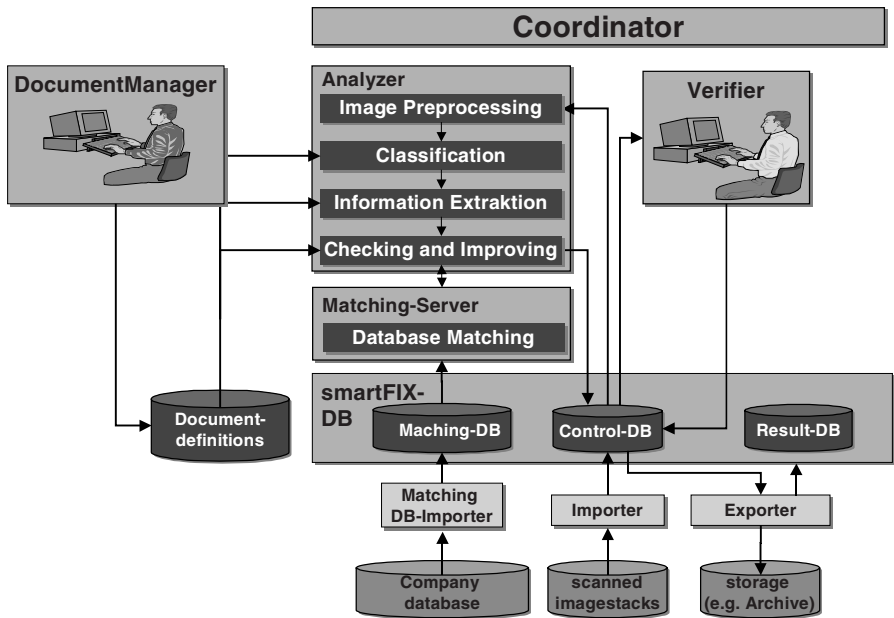 Coordinator
DocumentManager
Analyzer
Image Preprocessing
Classification
Information Extraktion
Checking and Improving
Verifier
Matching-Server
Database Matching
smartFIX-
DB
Document-
definitions
Maching-DB
Control-DB
Result-DB
Matching
DB-Importer
Importer
Exporter
Company
database
scanned
imagestacks
storage
(e.g. Archive)